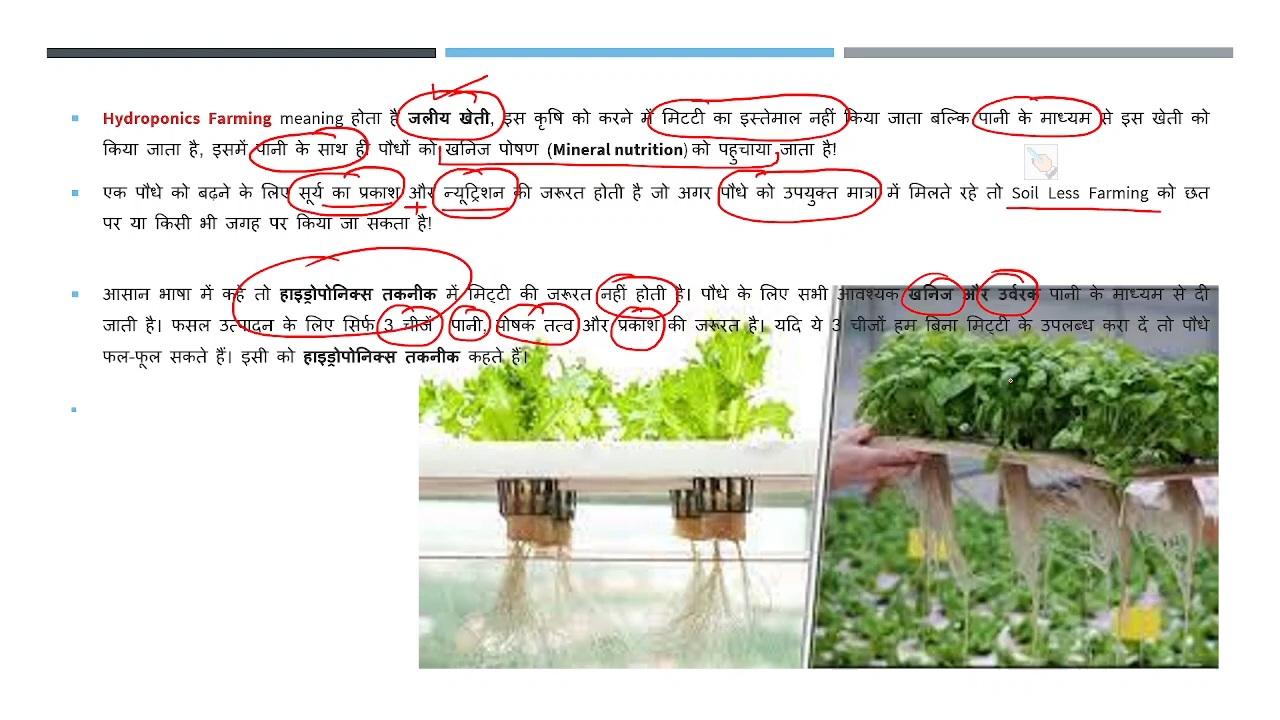 Hydroponics Farming meaning होता है जलीय खेती, इस कृषि को करने में मिटटी का इस्तेमाल नहीं किया जाता बल्कि पानी के माध्यम से इस खेती को
किया जाता है, इसमें पानी के साथ ही पौधों को खनिज पोषण (Mineral nutrition) को पहुचाया जाता है!
एक पौधे को बढ़ने के लिए सूर्य का प्रकाश और न्यूट्रिशन की जरूरत होती है जो अगर पौधे को उपयुक्त मात्रा में मिलते रहे तो Soil Less Farming को छत
पर या किसी भी जगह पर किया जा सकता है!
आसान भाषा में कहें तो हाइड्रोपोनिक्स तकनीक में मिट्टी की जरूरत नहीं होती है। पौधे के लिए सभी आवश्यक खनिज और उर्वरक पानी के माध्यम से दी
जाती है। फसल उत्पादन के लिए सिर्फ 3 चीजें पानी, पोषक तत्व और प्रकाश की जरूरत है। यदि ये 3 चीजों हम बिना मिट्टी के उपलब्ध करा दें तो पौधे
फल-फूल सकते हैं। इसी को हाइड्रोपोनिक्स तकनीक कहते हैं।